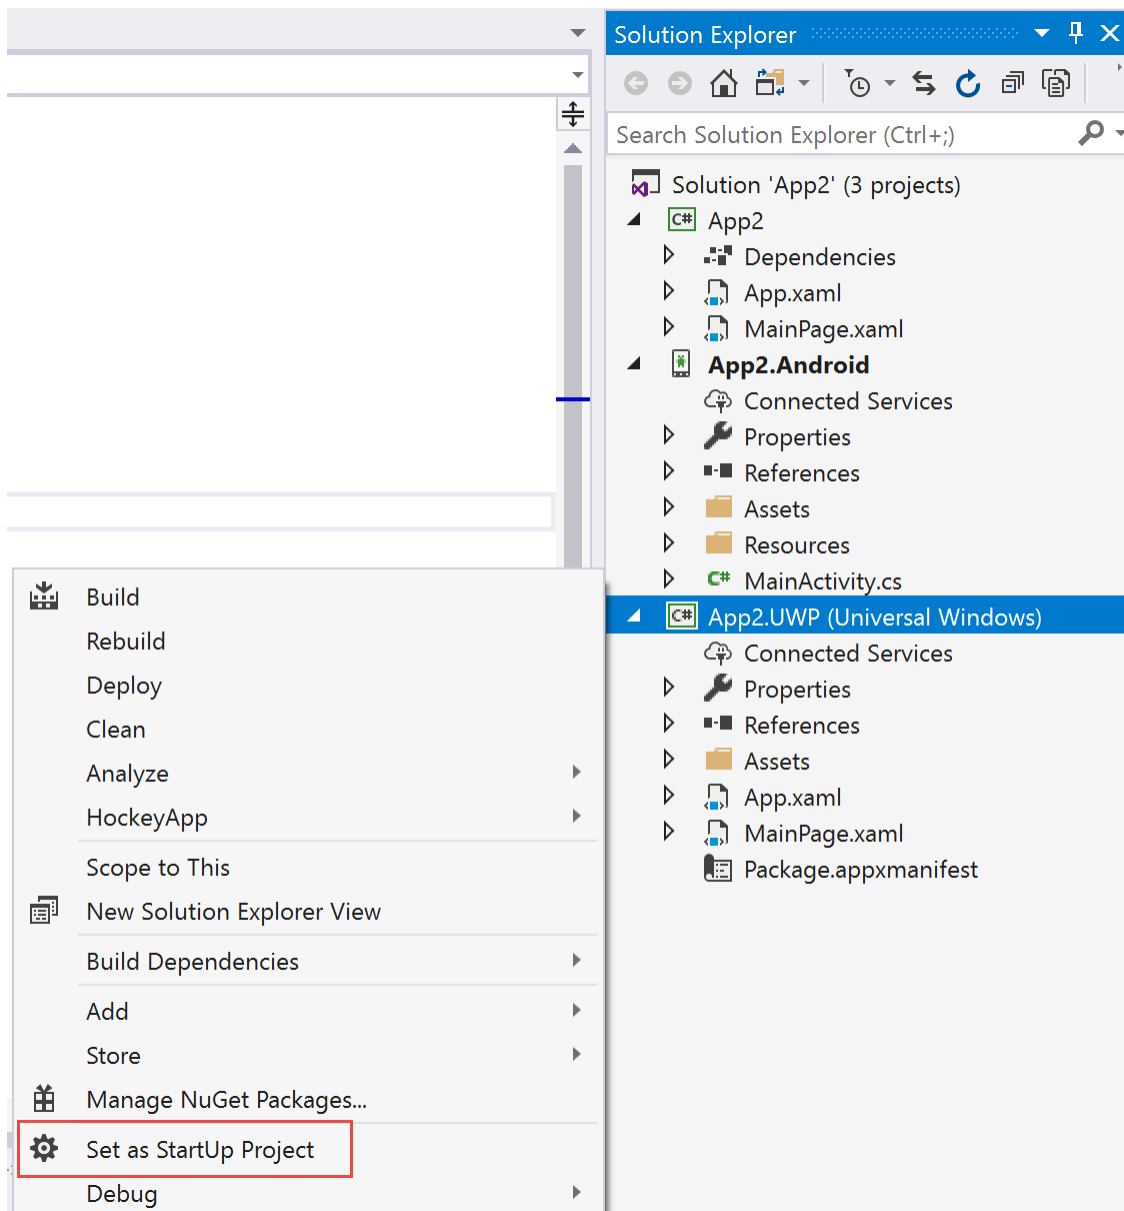 Solution Explorer
Search Solution Explorer (Ctrl+;)
Solution 'App2' (3 projects)
C# App2
Dependencies
App.xaml
MainPage.xaml
App2.Android
Connected Services
Properties
References
Assets
Resources
C# MainActivity.cs
C# App2.UWP (Universal Windows)
Connected Services
Properties
References
Assets
App.xaml
MainPage.xaml
Package.appxmanifest
Build
Rebuild
Deploy
Clean
Analyze
HockeyApp
Scope to This
New Solution Explorer View
Build Dependencies
Add
Store
Manage NuGet Packages...
Set as StartUp Project
Debug